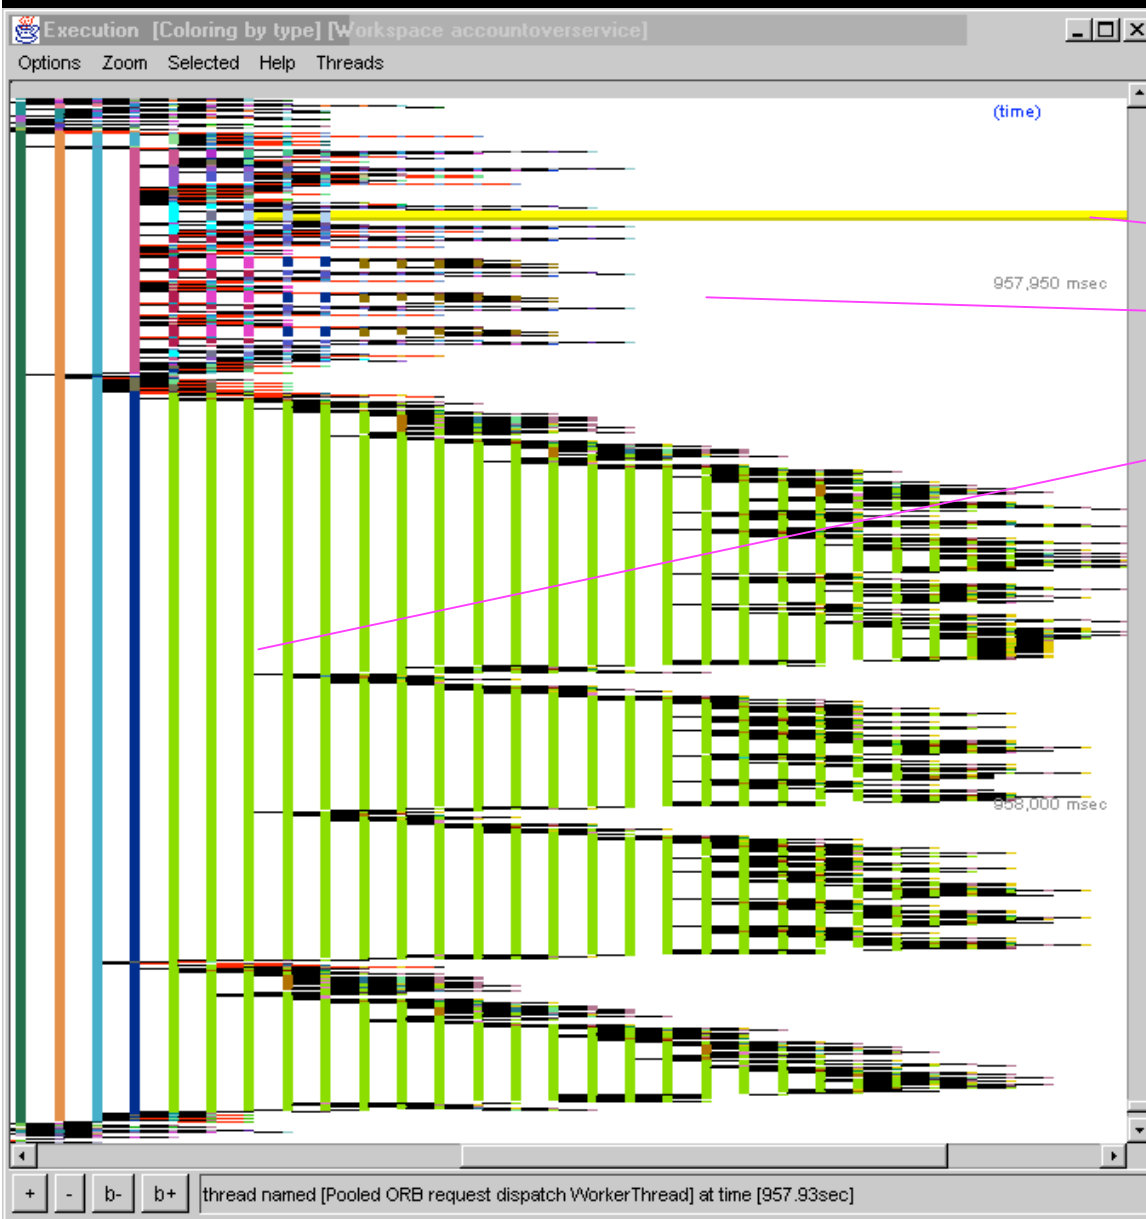 Execution [Coloring by type] [Workspace accountoverservice]
Options Zoom Selected Help Threads
(time)
957,950 msec
958,000 msec
+ - b- b+ thread named [Pooled ORB request dispatch WorkerThread] at time [957.93sec]